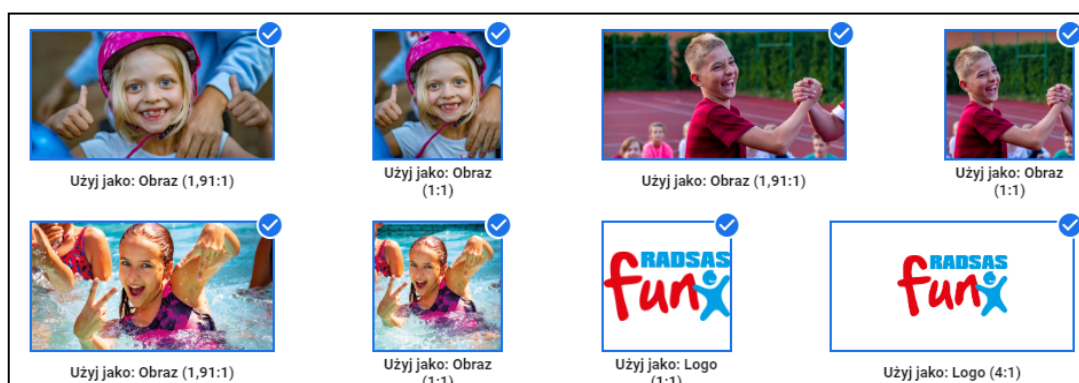 Użyj jako: Obraz (1,91:1)
Użyj jako: Obraz
(1:1)
Użyj jako: Obraz (1,91:1)
Użyj jako: Obraz
(1:1)
RADSAS
fun
RADSAS
fun
Użyj jako: Obraz (1,91:1)
Użyj jako: Obraz
(1:1)
Użyj jako: Logo
(1:1)
Użyj jako: Logo (4:1)